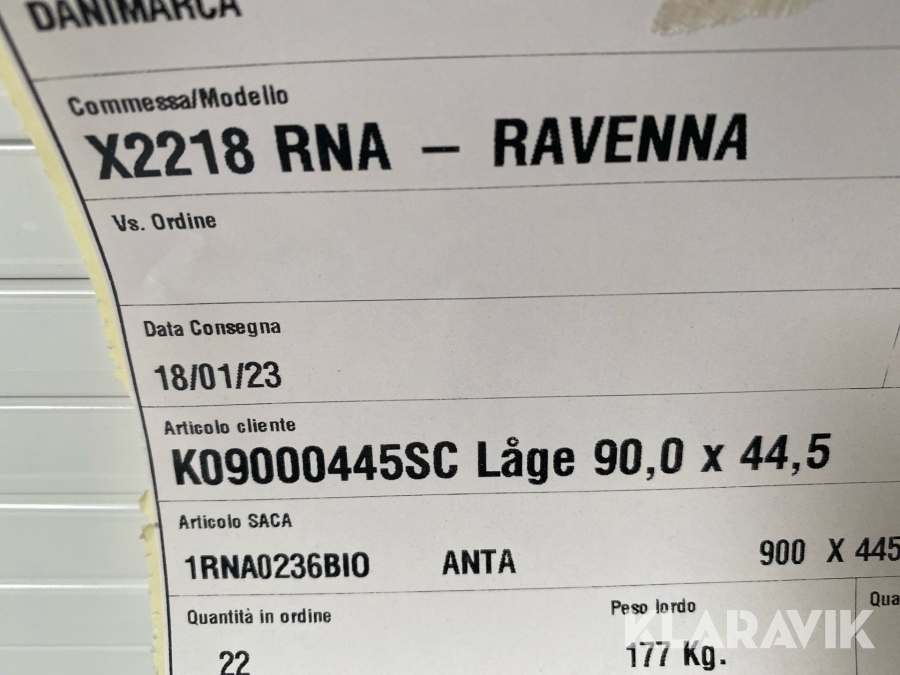 DANIMARCA
Commessa/Modello
X2218 RNA - RAVENNA
Vs. Ordine
Data Consegna
18/01/23
Articolo cliente
K09000445SC Låge 90,0 x 44,5
Articolo SACA
1RNA0236BIO ANTA 900 X 445
Quantità in ordine Peso lordo Qua
22 177 Kg.
KLARAVIK